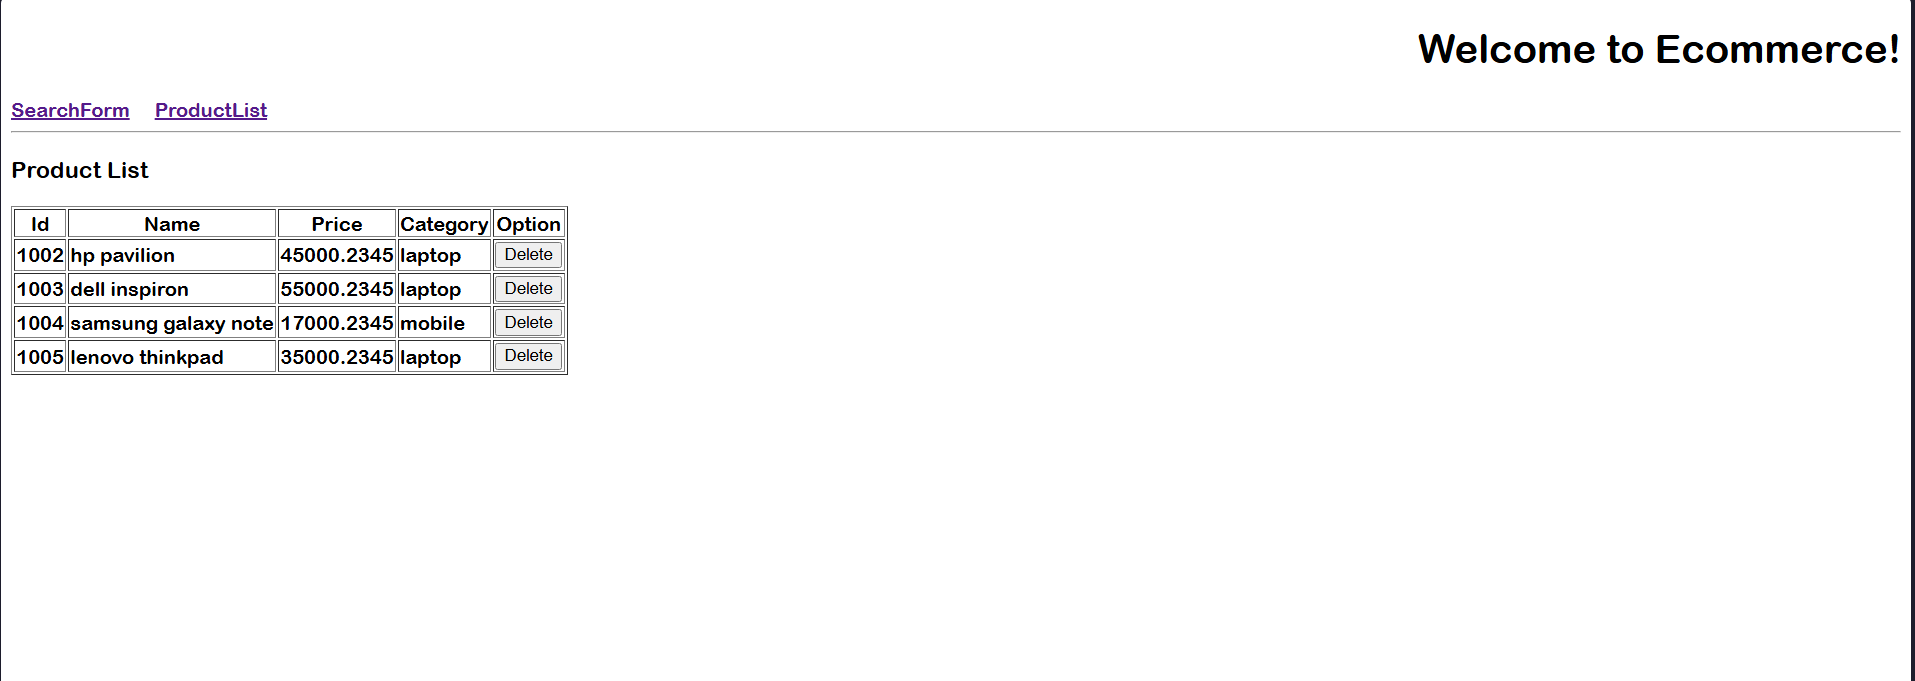 Welcome to Ecommerce!
SearchForm ProductList
Product List
Id Name Price Category Option
1002 hp pavilion 45000.2345 laptop Delete
1003 dell inspiron 55000.2345 laptop Delete
1004 samsung galaxy note 17000.2345 mobile Delete
1005 lenovo thinkpad 35000.2345 laptop Delete